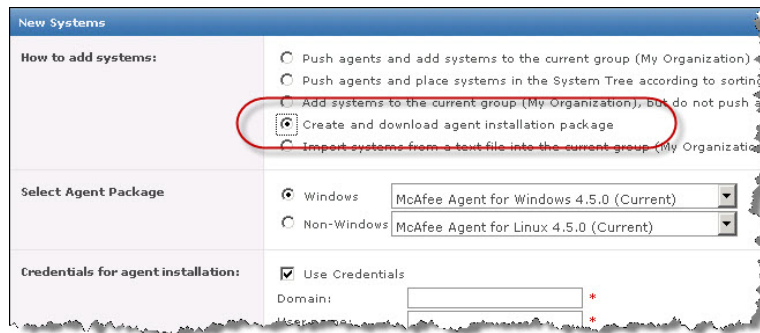 New Systems
How to add systems:
Push agents and add systems to the current group (My Organization)
Push agents and place systems in the System Tree according to sorting
Add systems to the current group (My Organization), but do not push
Create and download agent installation package
Import systems from a text file into the current group (My Organizatio
Select Agent Package
Windows McAfee Agent for Windows 4.5.0 (Current)
Non-Windows McAfee Agent for Linux 4.5.0 (Current)
Credentials for agent installation:
Use Credentials
Domain: *
User name: *